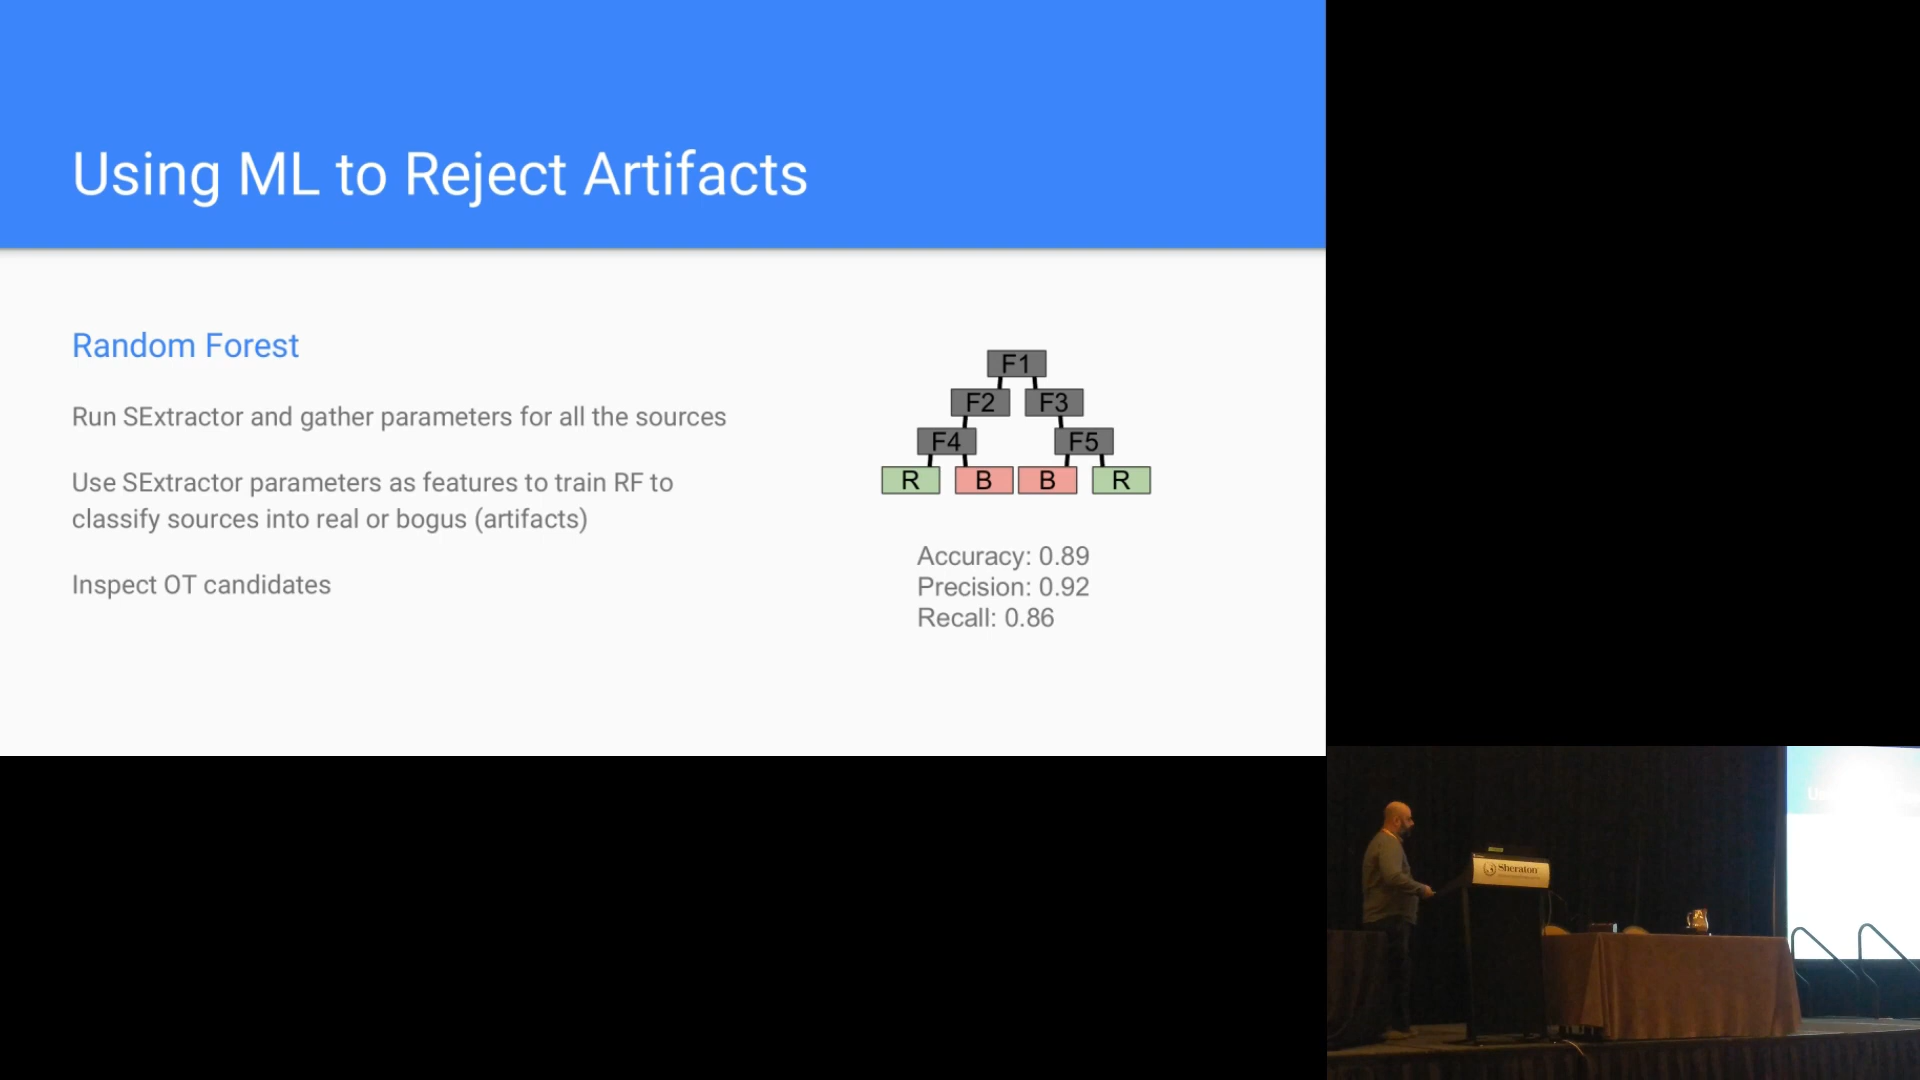 Using ML to Reject Artifacts
Random Forest
Run SExtractor and gather parameters for all the sources
Use SExtractor parameters as features to train RF to
classify sources into real or bogus (artifacts)
Inspect OT candidates
F1
F2 F3
F4 F5
R B B R
Accuracy: 0.89
Precision: 0.92
Recall: 0.86
Sheraton